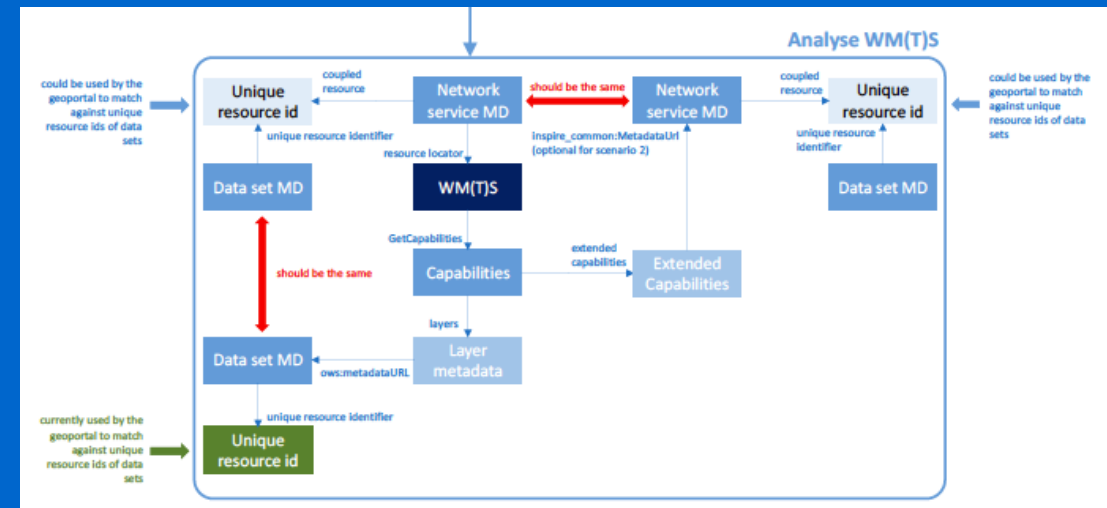 Analyse WM(T)S
could be used by the
geoportal to match
against unique
resource ids of data
sets
Unique
resource id
coupled
resource
Network
service MD
should be the same
Network
service MD
coupled
resource
Unique
resource id
could be used by the
geoportal to match
against unique
resource ids of data
sets
unique resource identifier
resource locator
inspire_common:MetadataUrl
(optional for scenario 2)
unique resource
identifier
Data set MD
WM(T)S
Data set MD
GetCapabilities
should be the same
Capabilities
extended
capabilities
Extended
Capabilities
layers
Data set MD
ows:metadataURL
Layer
metadata
unique resource identifier
currently used by the
geoportal to match
against unique
resource ids of data
sets
Unique
resource id